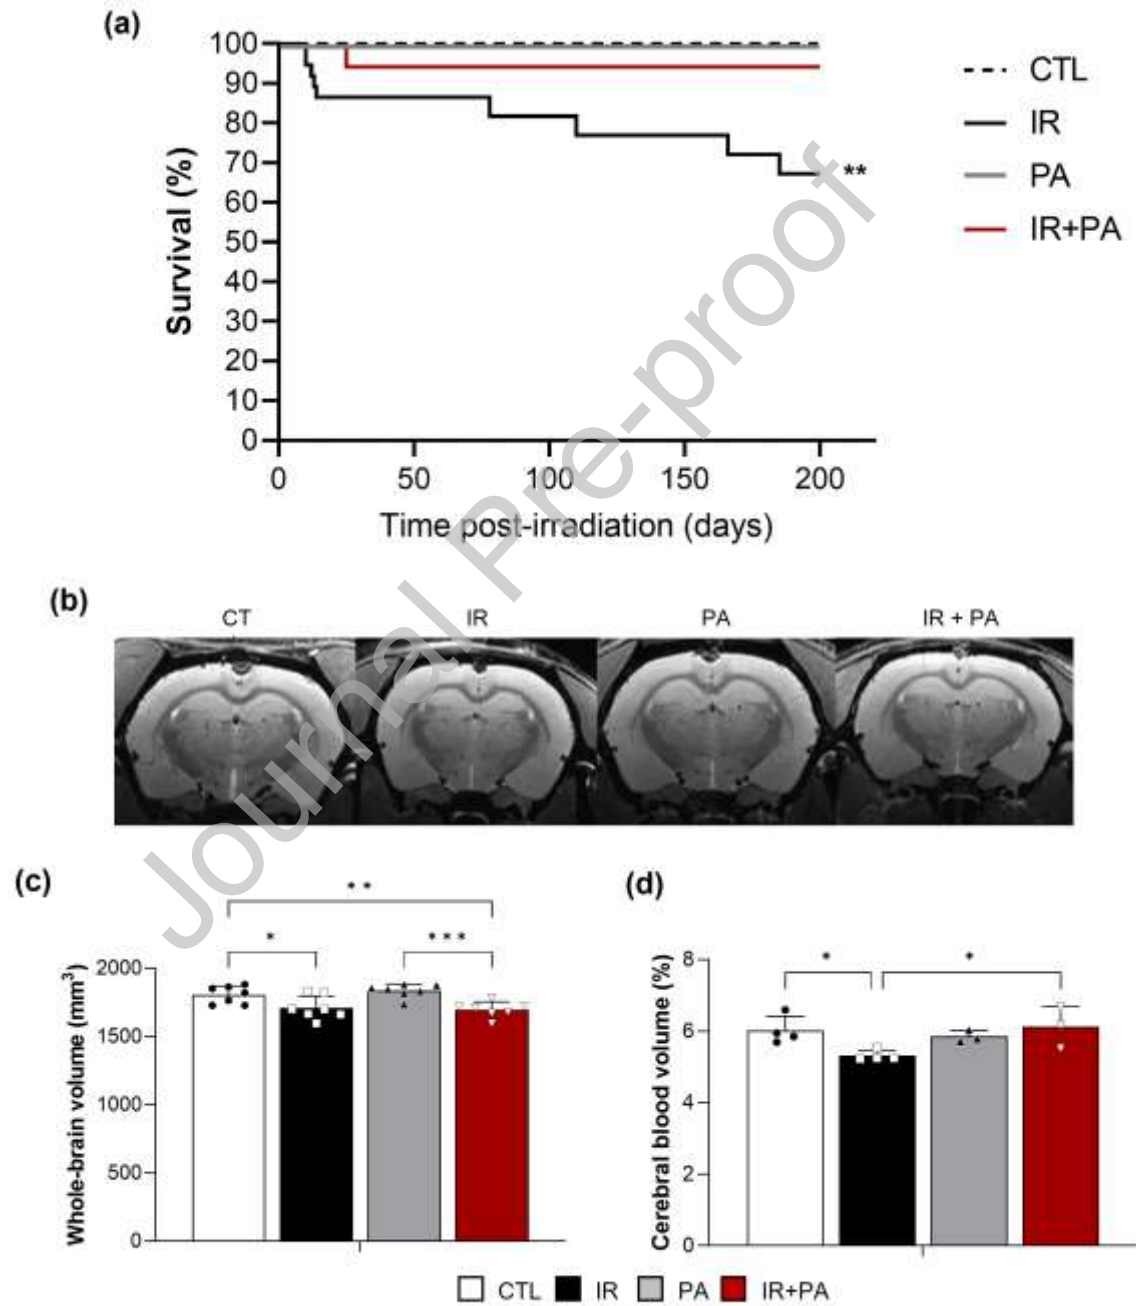 (a)
100
90
80
70
60
50
40
30
20
10
0
Survival (%)
**
0 50 100 150 200
Time post-irradiation (days)
CTL
IR
PA
IR+PA
(b)
CT IR PA IR + PA
(c)
Whole-brain volume (mm³)
2000
1500
1000
500
0
**
* ***
(d)
Cerebral blood volume (%)
8
6
4
2
0
* *
CTL IR PA IR+PA
Journal Pre-proof